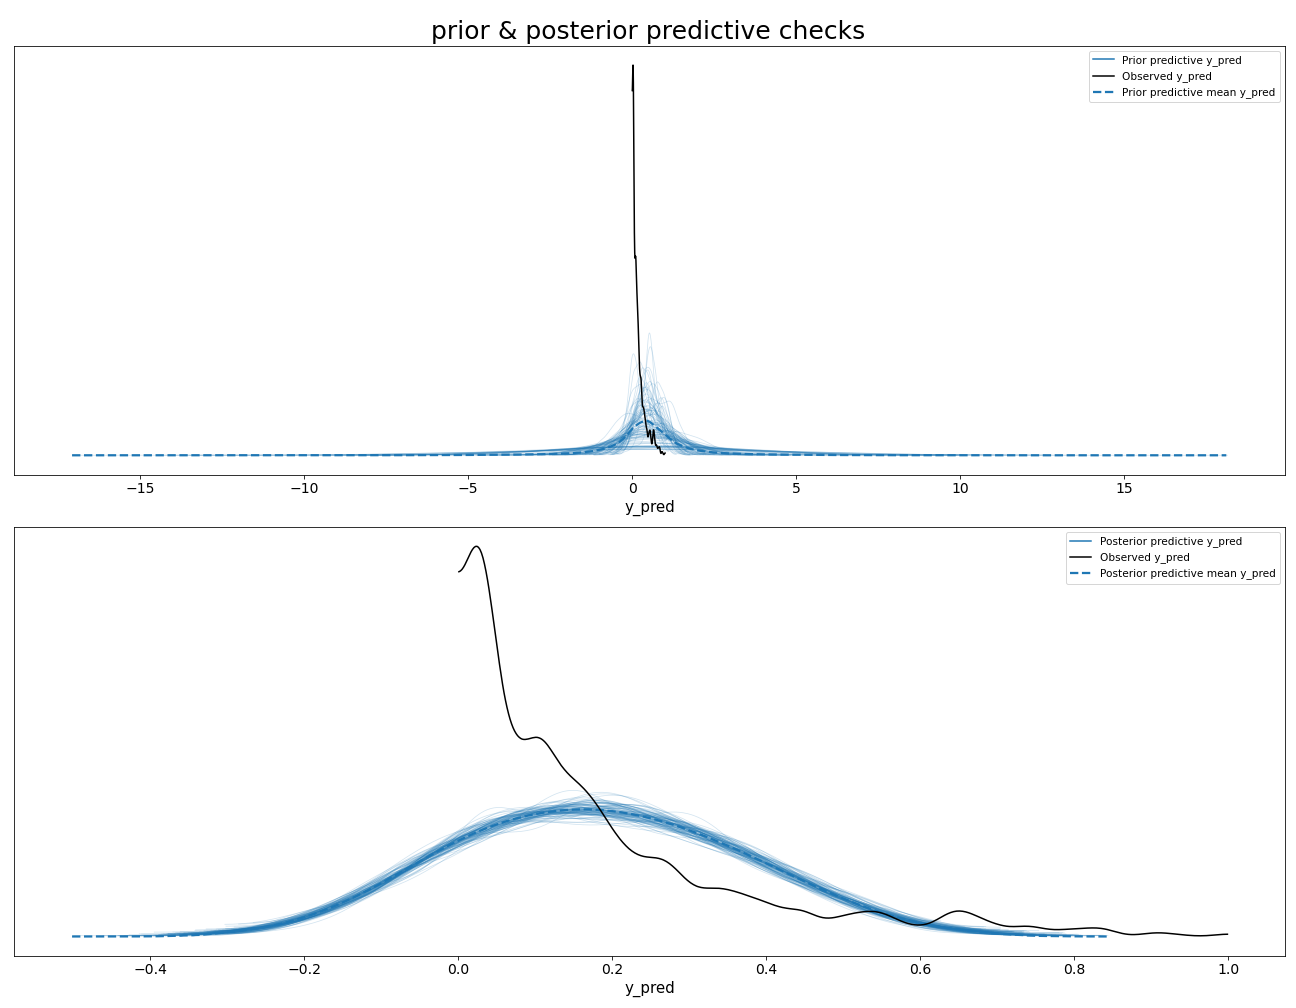 prior & posterior predictive checks
Prior predictive y_pred
Observed y_pred
Prior predictive mean y_pred
−15 −10 −5 0 5 10 15
y_pred
Posterior predictive y_pred
Observed y_pred
Posterior predictive mean y_pred
−0.4 −0.2 0.0 0.2 0.4 0.6 0.8 1.0
y_pred